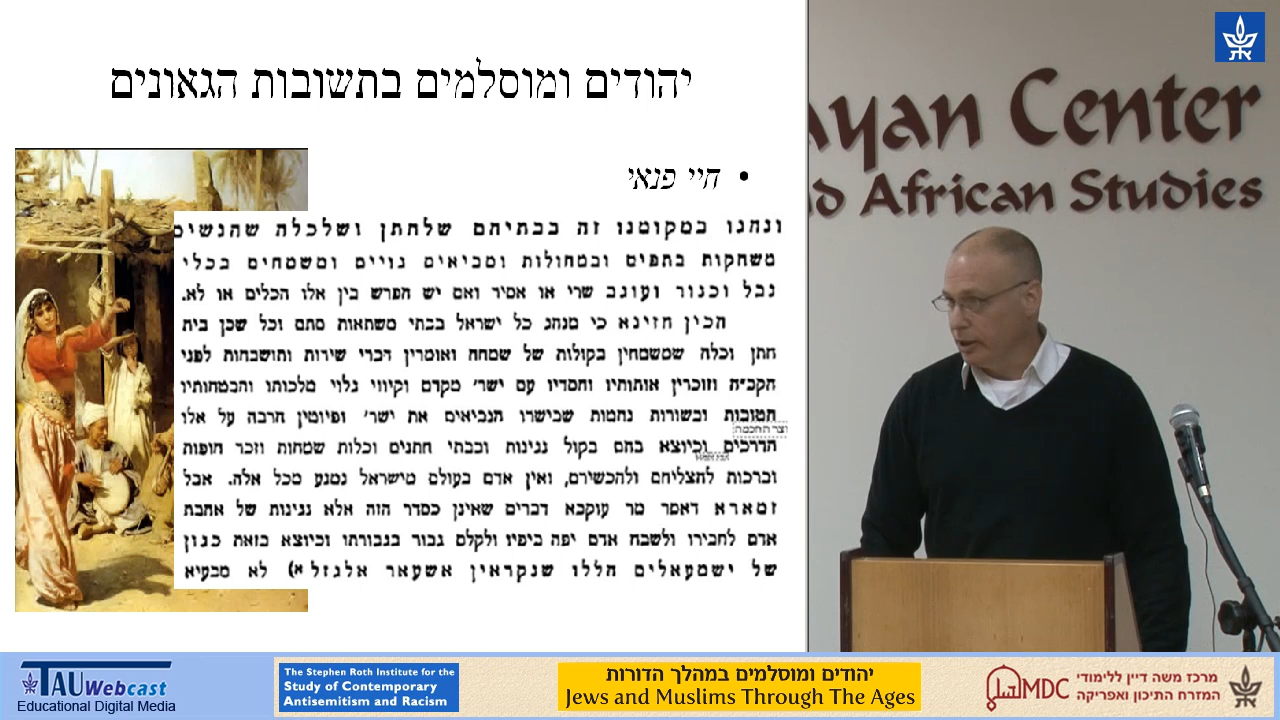 יהודים ומוסלמים בתשובות הגאונים
• חיי פנאי
ונהגו במקומנו זה בבתיהם שלחתן ושלכלה שהנשים
משחקות בתפים ובמחולות ומביאים גויים ומשמחים בכלי
נבל וכנור ועוגב שרי או אסיר ואם יש הפרש בין אלו הכלים או לא.
הכין חזינא כי מנהג כל ישראל בבתי משתאות סתם וכל שכן בית
חתן וכלה שמשמחין בקולות של שמחה ואומרין דברי שירות ותושבחות לפני
הקב״ה וזוכרין אותותיו וחסדיו עם ישר׳ מקדם וקיווי גלוי מלכותו והבטחותיו
הטובות ובשורות נחמות שבישרו הנביאים את ישר׳ ופיוטין הרבה על אלו
הדרכים וכיוצא בהם בקול נגינות ובבתי חתנים וכלות שמחות וזכר חופות
וברכות להצליחם ולהכשירם, ואין אדם בעולם מישראל נמנע מכל אלה. אבל
זמארא דאמר מר עוקבא דברים שאינן כסדר הזה אלא נגינות של אהבת
אדם לחבירו ולשבח אדם יפה ביפיו ולקלם גבור בגבורתו וכיוצא בזאת כגון
של ישמעאלים הללו שנקראין אשעאר אלגזל א) לא מבעיא
ayan Center
d African Studies
TAU Webcast
Educational Digital Media
The Stephen Roth Institute for the
Study of Contemporary
Antisemitism and Racism
יהודים ומוסלמים במהלך הדורות
Jews and Muslims Through The Ages
MDC
מרכז משה דיין ללימודי
המזרח התיכון ואפריקה